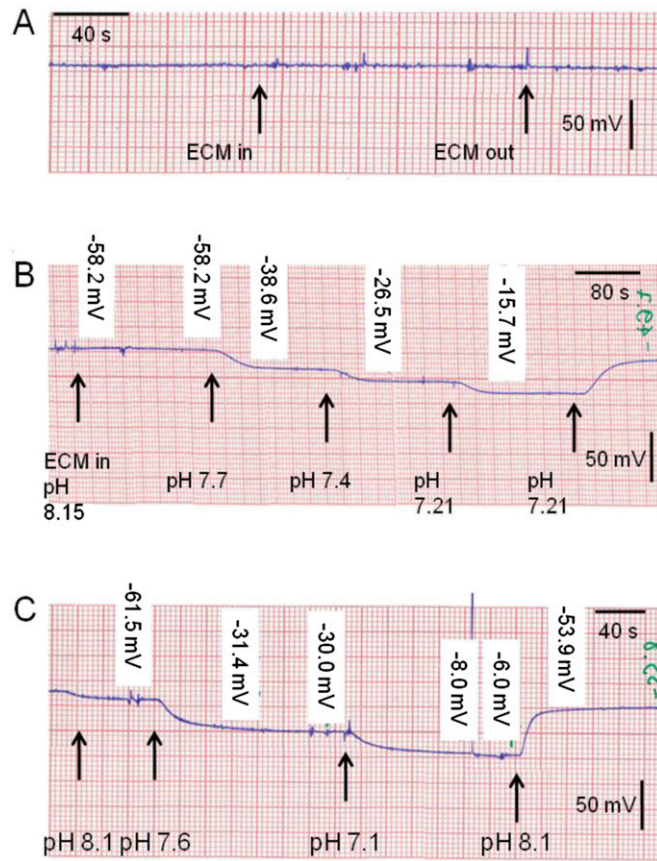 A
40 s
ECM in
ECM out
50 mV
B
-58.2 mV
-58.2 mV
-38.6 mV
-26.5 mV
-15.7 mV
80 s
ECM in
pH
8.15
pH 7.7
pH 7.4
pH
7.21
pH
7.21
50 mV
C
-61.5 mV
-31.4 mV
-30.0 mV
-8.0 mV
-6.0 mV
-53.9 mV
40 s
pH 8.1
pH 7.6
pH 7.1
pH 8.1
50 mV